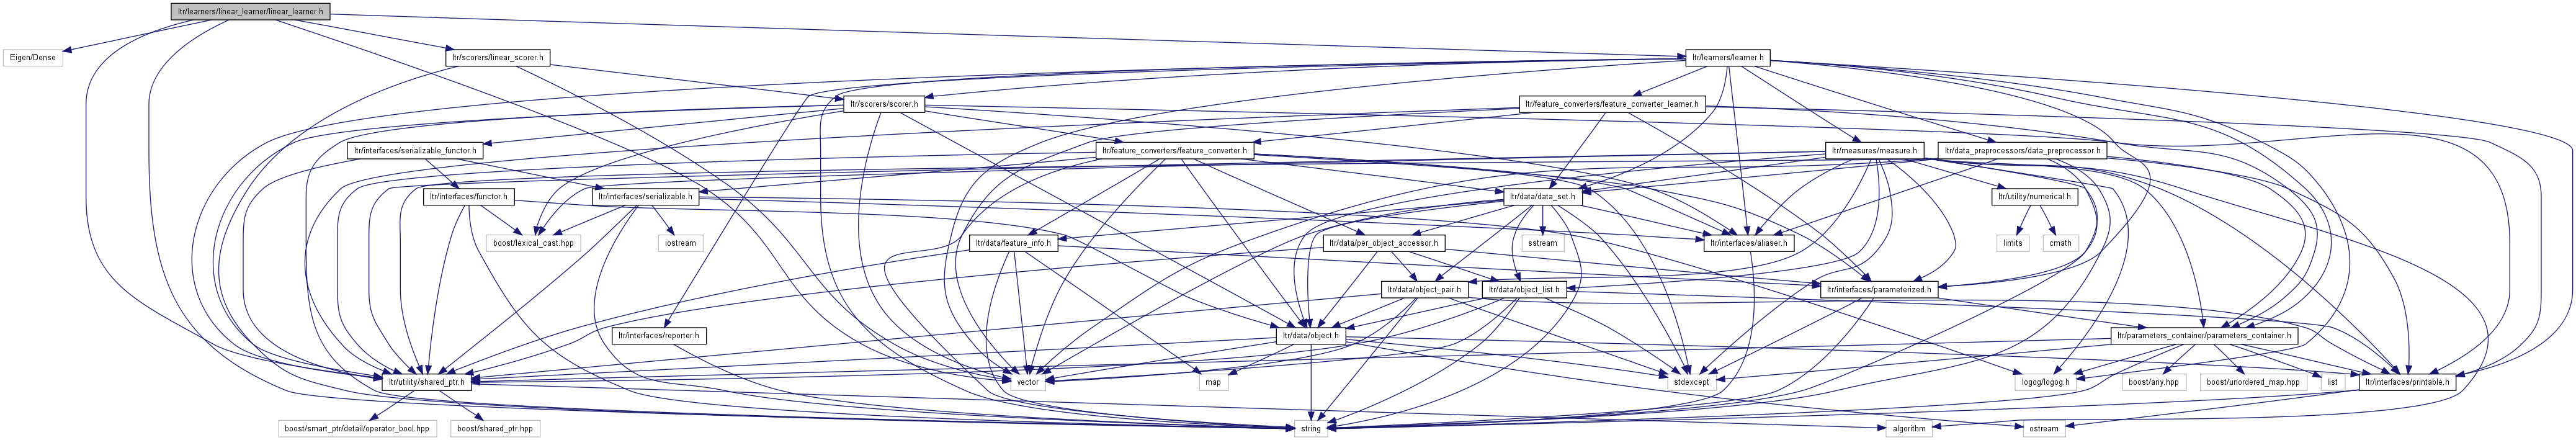 ltr/learners/linear_learner/linear_learner.h
Eigen/Dense
ltr/scorers/linear_scorer.h
ltr/learners/learner.h
ltr/scorers/scorer.h
ltr/feature_converters/feature_converter_learner.h
ltr/interfaces/serializable_functor.h
ltr/feature_converters/feature_converter.h
ltr/measures/measure.h
ltr/data_preprocessors/data_preprocessor.h
ltr/interfaces/functor.h
ltr/interfaces/serializable.h
ltr/data/data_set.h
ltr/utility/numerical.h
boost/lexical_cast.hpp
iostream
ltr/data/feature_info.h
ltr/data/per_object_accessor.h
sstream
ltr/interfaces/aliaser.h
limits
cmath
ltr/data/object_pair.h
ltr/data/object_list.h
ltr/interfaces/parameterized.h
ltr/interfaces/reporter.h
ltr/data/object.h
ltr/parameters_container/parameters_container.h
ltr/utility/shared_ptr.h
vector
map
stdexcept
logog/logog.h
boost/any.hpp
boost/unordered_map.hpp
list
ltr/interfaces/printable.h
boost/smart_ptr/detail/operator_bool.hpp
boost/shared_ptr.hpp
string
algorithm
ostream